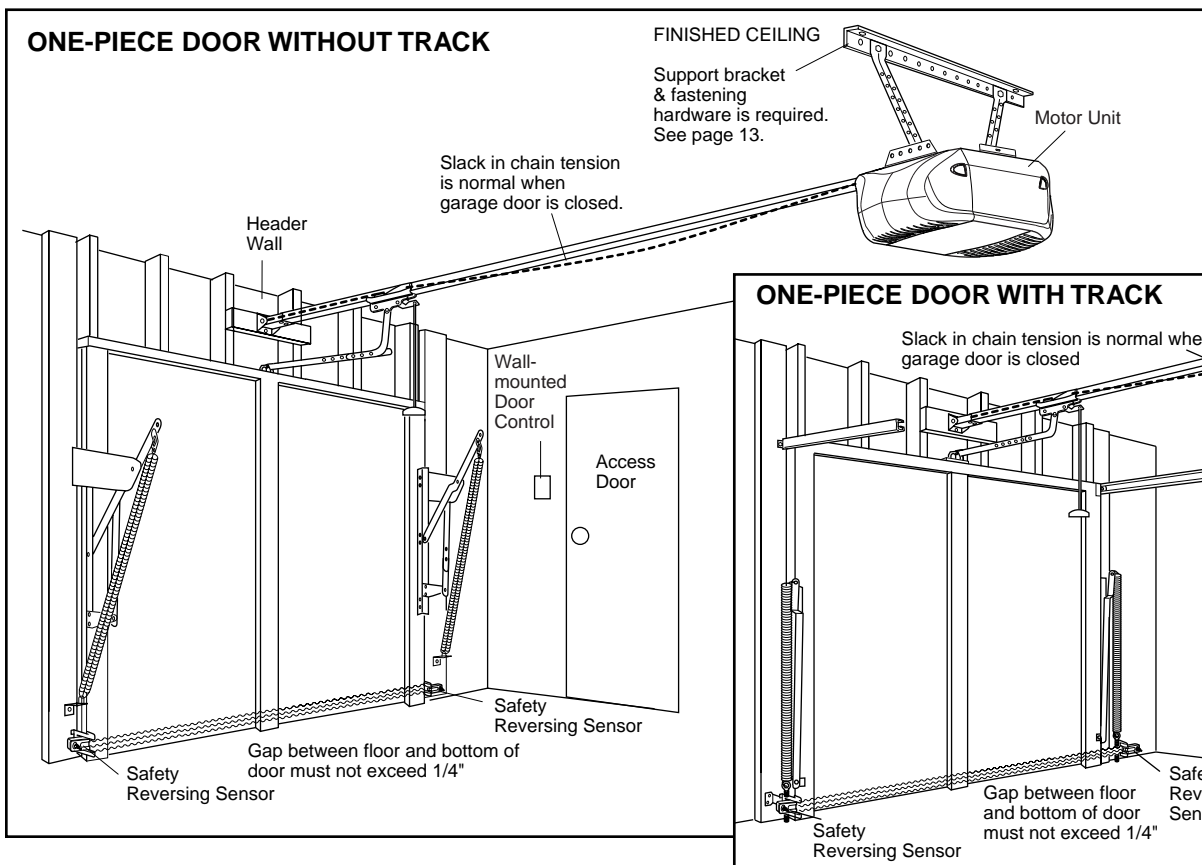 ONE-PIECE DOOR WITHOUT TRACK
FINISHED CEILING
Support bracket
& fastening
hardware is required.
See page 13.
Motor Unit
Slack in chain tension
is normal when
garage door is closed.
Header
Wall
Wall-
mounted
Door
Control
Access
Door
Safety
Reversing Sensor
Gap between floor and bottom of
door must not exceed 1/4"
Safety
Reversing Sensor
ONE-PIECE DOOR WITH TRACK
Slack in chain tension is normal whe
garage door is closed
Safe
Rev
Sen
Gap between floor
and bottom of door
must not exceed 1/4"
Safety
Reversing Sensor